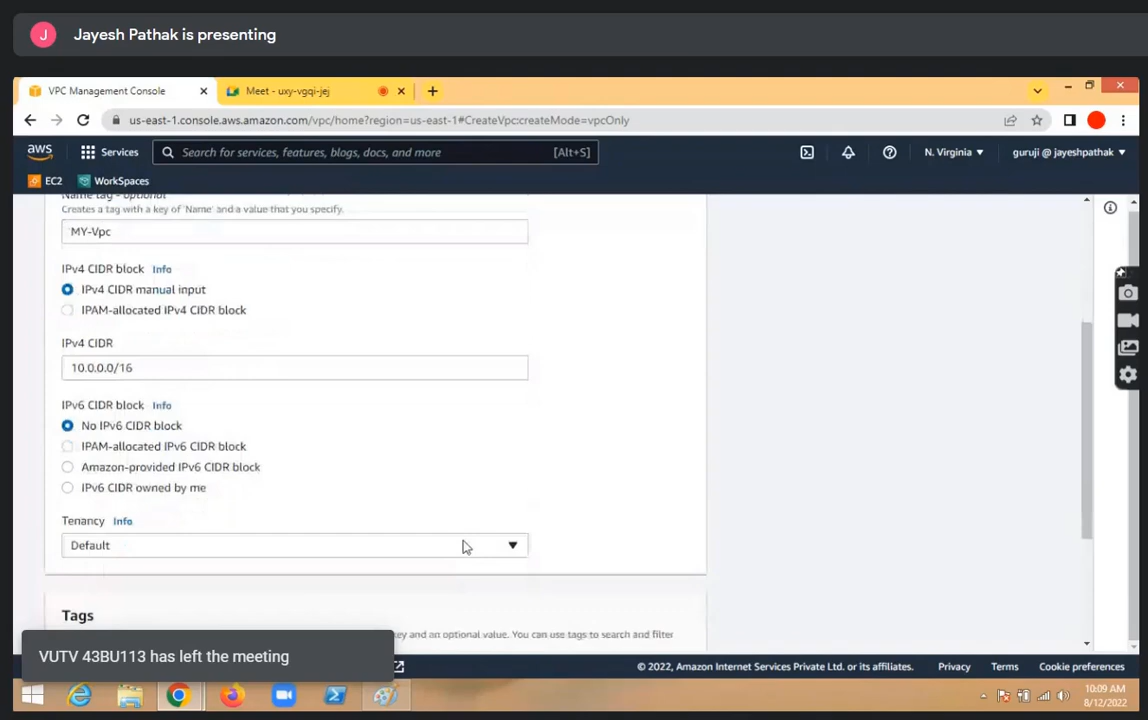 J Jayesh Pathak is presenting
VPC Management Console
Meet - uxy-vgqi-jej
us-east-1.console.aws.amazon.com/vpc/home?region=us-east-1#CreateVpc:createMode=vpcOnly
aws Services Search for services, features, blogs, docs, and more [Alt+S] N. Virginia guruji @ jayeshpathak
EC2 WorkSpaces
Name tag - optional
Creates a tag with a key of 'Name' and a value that you specify.
MY-Vpc
IPv4 CIDR block Info
IPv4 CIDR manual input
IPAM-allocated IPv4 CIDR block
IPv4 CIDR
10.0.0.0/16
IPv6 CIDR block Info
No IPv6 CIDR block
IPAM-allocated IPv6 CIDR block
Amazon-provided IPv6 CIDR block
IPv6 CIDR owned by me
Tenancy Info
Default
Tags
key and an optional value. You can use tags to search and filter
VUTV 43BU113 has left the meeting
© 2022, Amazon Internet Services Private Ltd. or its affiliates. Privacy Terms Cookie preferences
10:09 AM
8/12/2022